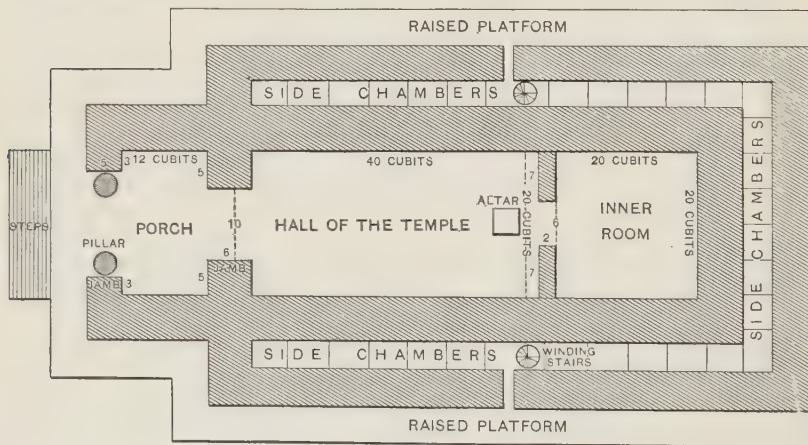 RAISED PLATFORM
SIDE CHAMBERS
5
3
12 CUBITS
5
40 CUBITS
7
20 CUBITS
STEPS
PORCH
10
HALL OF THE TEMPLE
ALTAR
20 CUBITS
6
INNER
ROOM
20 CUBITS
SIDE CHAMBERS
PILLAR
6
JAMB
2
JAMB
3
5
7
SIDE CHAMBERS
WINDING
STAIRS
RAISED PLATFORM